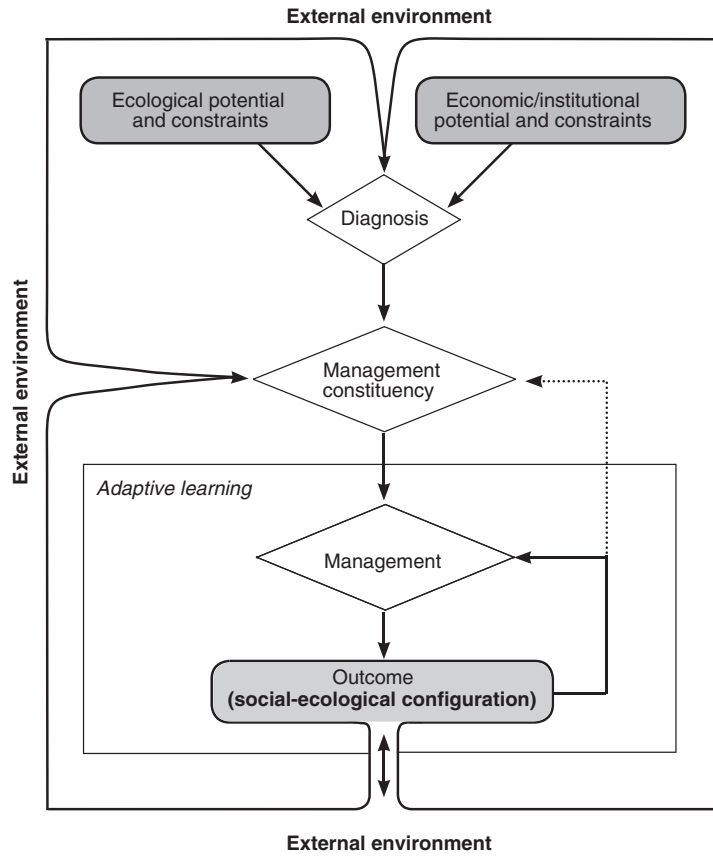 External environment
Ecological potential
and constraints
Economic/institutional
potential and constraints
Diagnosis
External environment
Management
constituency
Adaptive learning
Management
Outcome
(social-ecological configuration)
External environment